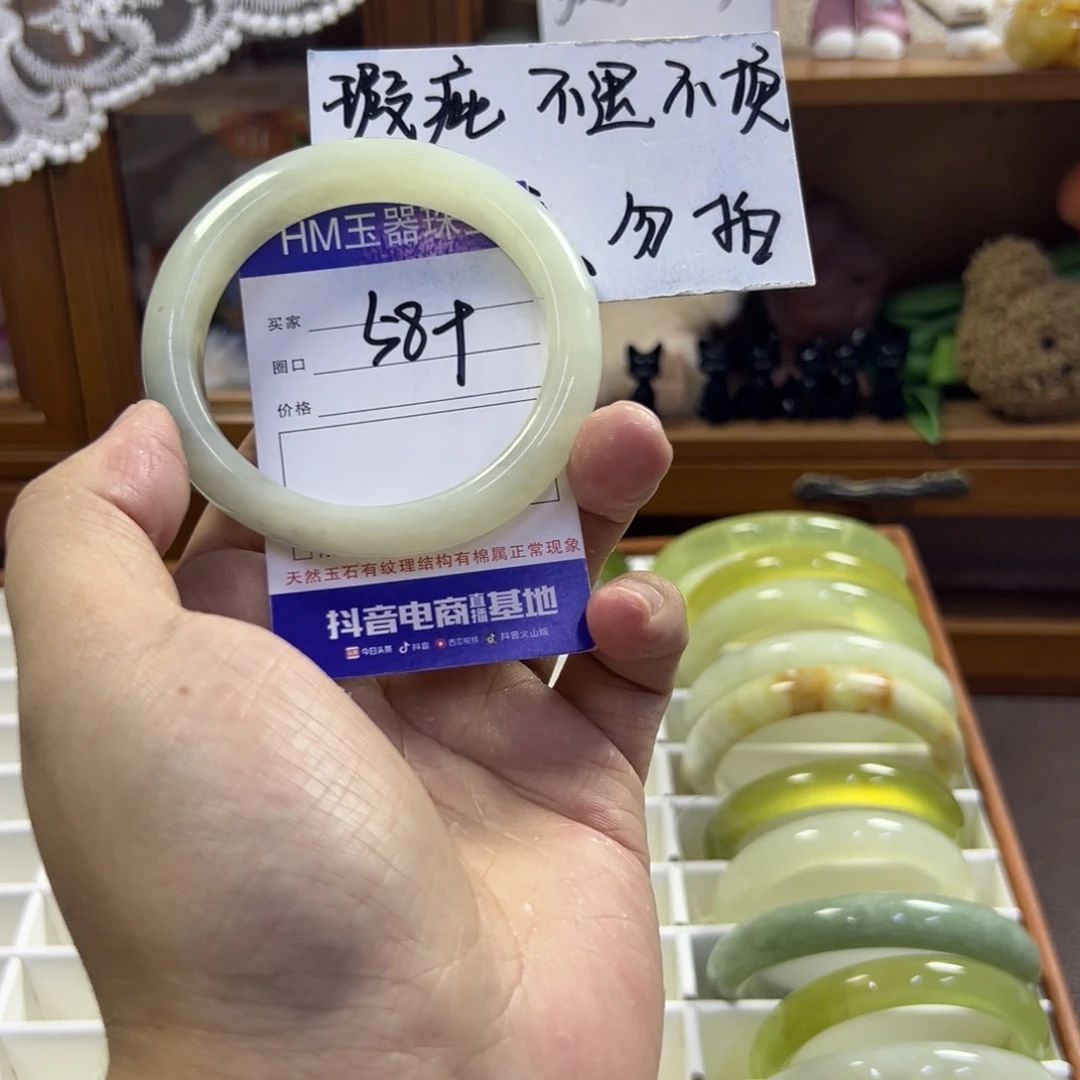 瑕疵 不退不换
勿拍
HM玉器珠
买家
58+
圈口
价格
天然玉石有纹理结构有棉属正常现象
抖音电商直播基地
今日头条 抖音 西瓜视频 抖音火山版